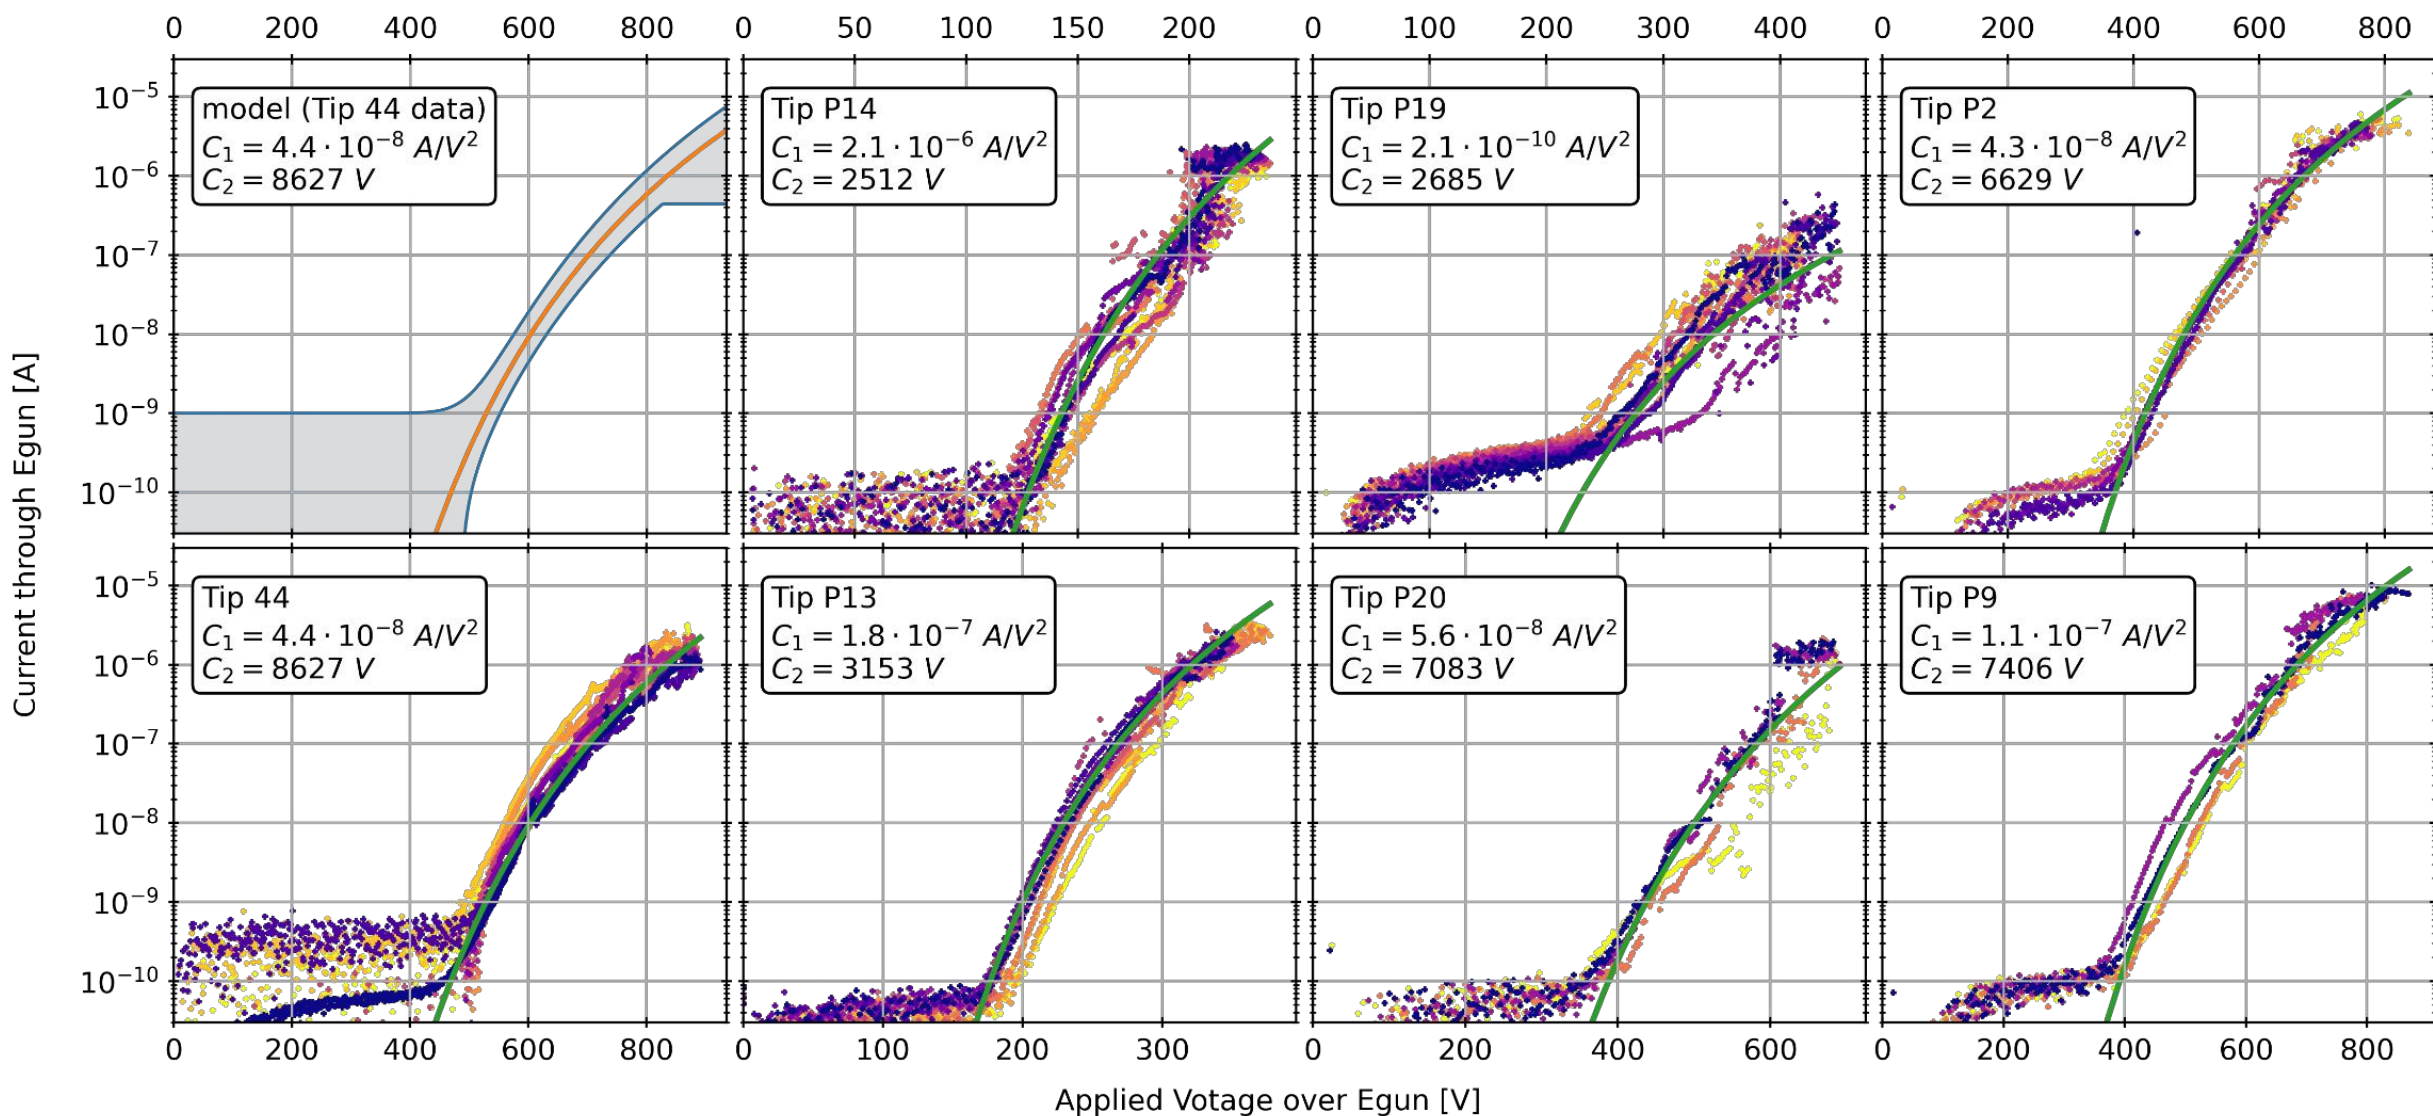 0 200 400 600 800
0 50 100 150 200
0 100 200 300 400
0 200 400 600 800
10⁻⁵
10⁻⁶
10⁻⁷
10⁻⁸
10⁻⁹
10⁻¹⁰
model (Tip 44 data)
C₁ = 4.4 · 10⁻⁸ A/V²
C₂ = 8627 V
Tip P14
C₁ = 2.1 · 10⁻⁶ A/V²
C₂ = 2512 V
Tip P19
C₁ = 2.1 · 10⁻¹⁰ A/V²
C₂ = 2685 V
Tip P2
C₁ = 4.3 · 10⁻⁸ A/V²
C₂ = 6629 V
Current through Egun [A]
10⁻⁵
10⁻⁶
10⁻⁷
10⁻⁸
10⁻⁹
10⁻¹⁰
Tip 44
C₁ = 4.4 · 10⁻⁸ A/V²
C₂ = 8627 V
Tip P13
C₁ = 1.8 · 10⁻⁷ A/V²
C₂ = 3153 V
Tip P20
C₁ = 5.6 · 10⁻⁸ A/V²
C₂ = 7083 V
Tip P9
C₁ = 1.1 · 10⁻⁷ A/V²
C₂ = 7406 V
0 200 400 600 800
0 100 200 300
0 200 400 600
0 200 400 600 800
Applied Votage over Egun [V]